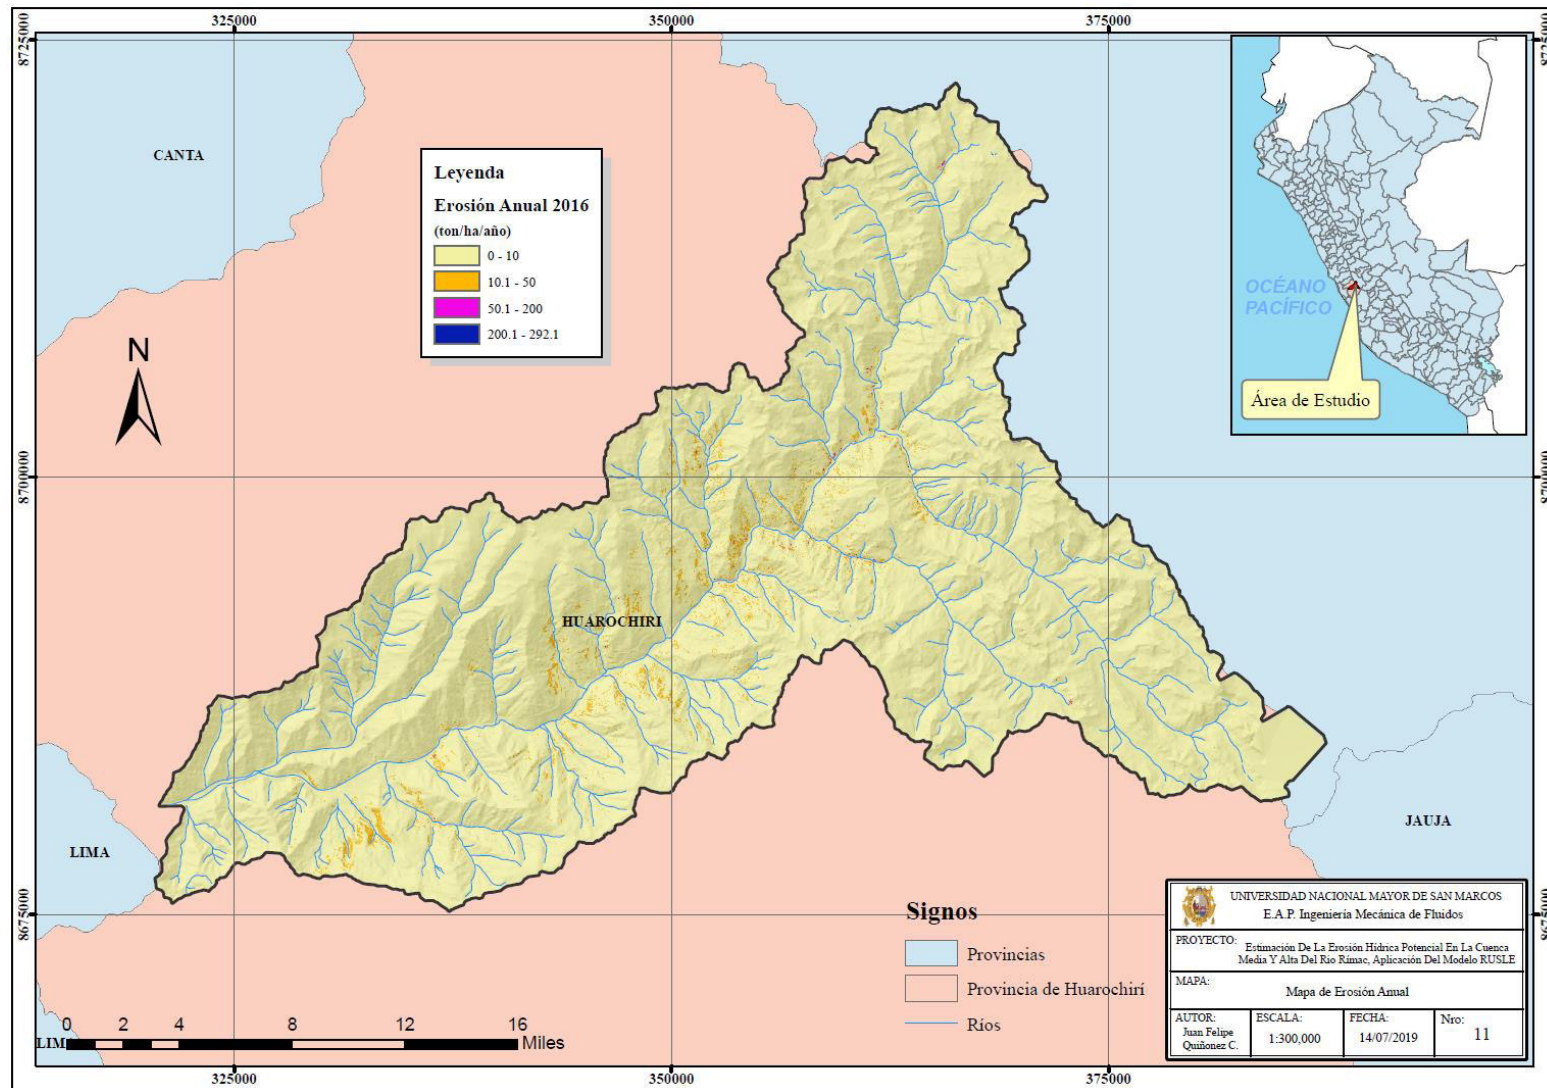 325000
350000
375000
8725000
8725000
CANTA
Leyenda
Erosión Anual 2016
(ton/ha/año)
0 - 10
10.1 - 50
50.1 - 200
200.1 - 292.1
OCÉANO
PACÍFICO
Área de Estudio
N
8700000
8700000
HUAROCHIRI
JAUJA
LIMA
8675000
8675000
Signos
Provincias
Provincia de Huarochirí
Ríos
UNIVERSIDAD NACIONAL MAYOR DE SAN MARCOS
E.A.P. Ingeniería Mecánica de Fluidos
PROYECTO:
Estimación De La Erosión Hídrica Potencial En La Cuenca
Media Y Alta Del Rio Rímac, Aplicación Del Modelo RUSLE
MAPA:
Mapa de Erosión Anual
AUTOR:
Juan Felipe
Quiñonez C.
ESCALA:
1:300,000
FECHA:
14/07/2019
Nro:
11
0 2 4 8 12 16
Miles
325000
350000
375000